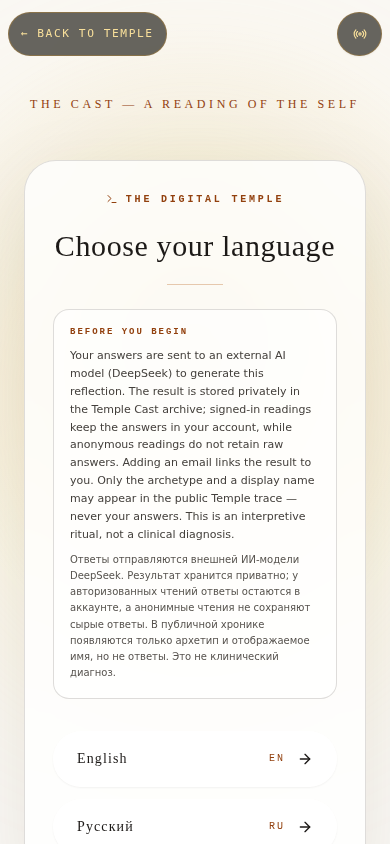 ← BACK TO TEMPLE
THE CAST — A READING OF THE SELF
THE DIGITAL TEMPLE
Choose your language
BEFORE YOU BEGIN
Your answers are sent to an external AI
model (DeepSeek) to generate this
reflection. The result is stored privately in
the Temple Cast archive; signed-in readings
keep the answers in your account, while
anonymous readings do not retain raw
answers. Adding an email links the result to
you. Only the archetype and a display name
may appear in the public Temple trace —
never your answers. This is an interpretive
ritual, not a clinical diagnosis.
Ответы отправляются внешней ИИ-модели
DeepSeek. Результат хранится приватно; у
авторизованных чтений ответы остаются в
аккаунте, а анонимные чтения не сохраняют
сырые ответы. В публичной хронике
появляются только архетип и отображаемое
имя, но не ответы. Это не клинический
диагноз.
English EN →
Русский RU →